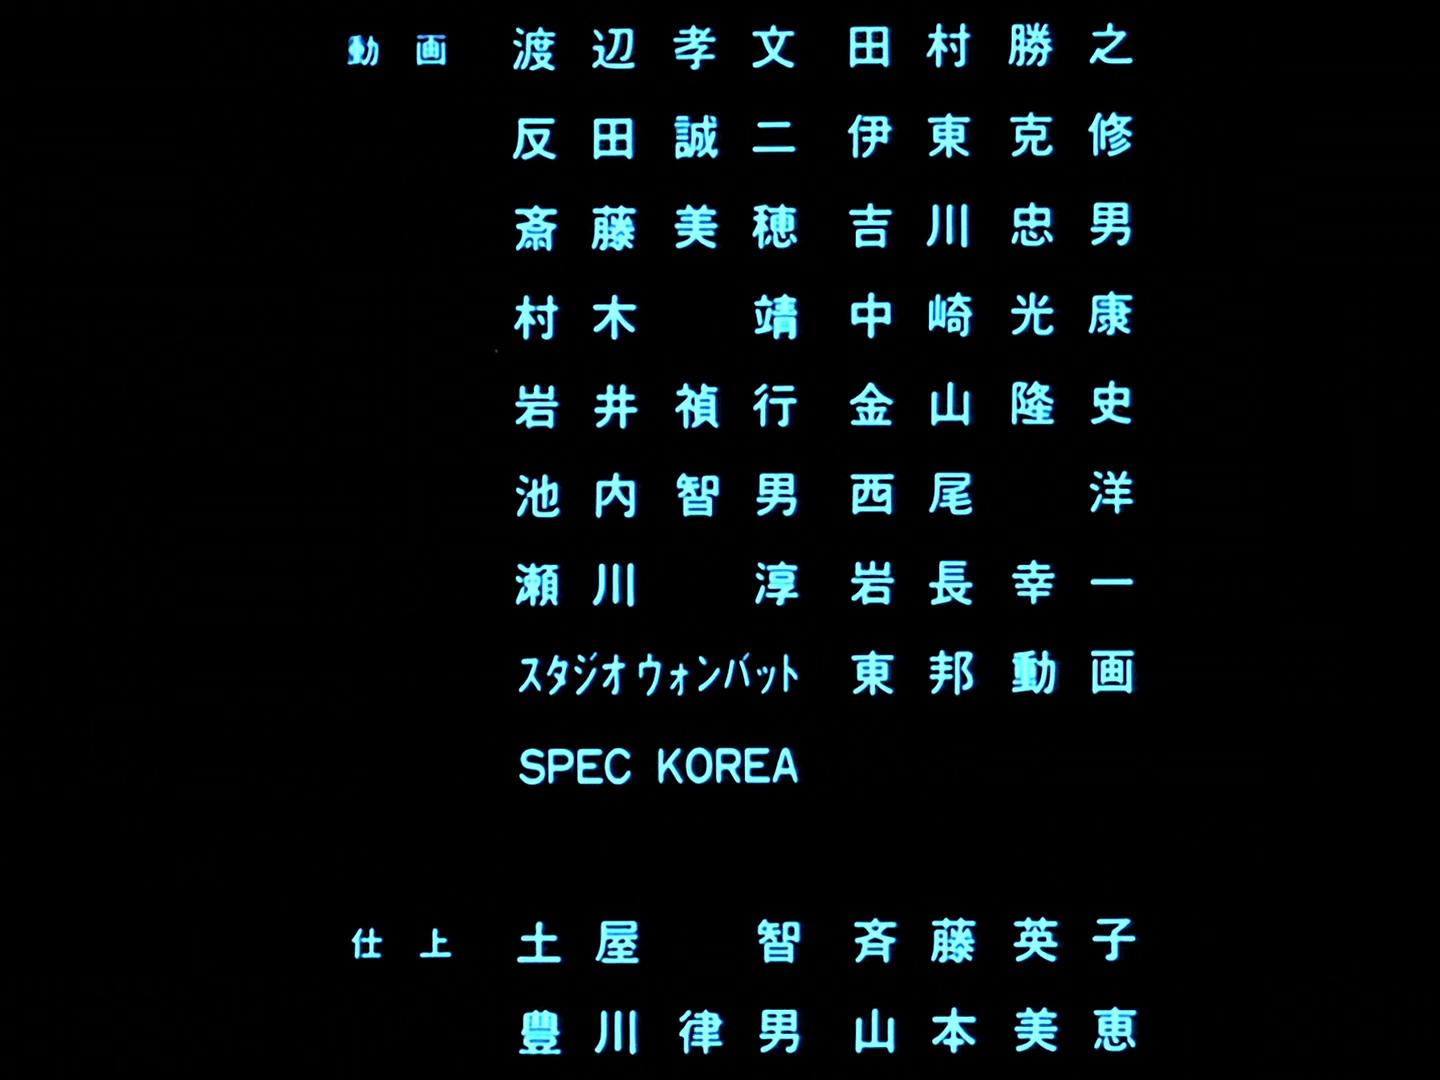 動画 渡辺孝文 田村勝之
反田誠二 伊東克修
斎藤美穂 吉川忠男
村木 靖 中崎光康
岩井禎行 金山隆史
池内智男 西尾 洋
瀬川 淳 岩長幸一
スタジオウォンバット 東邦動画
SPEC KOREA
仕上 土屋 智 斉藤英子
豊川律男 山本美恵